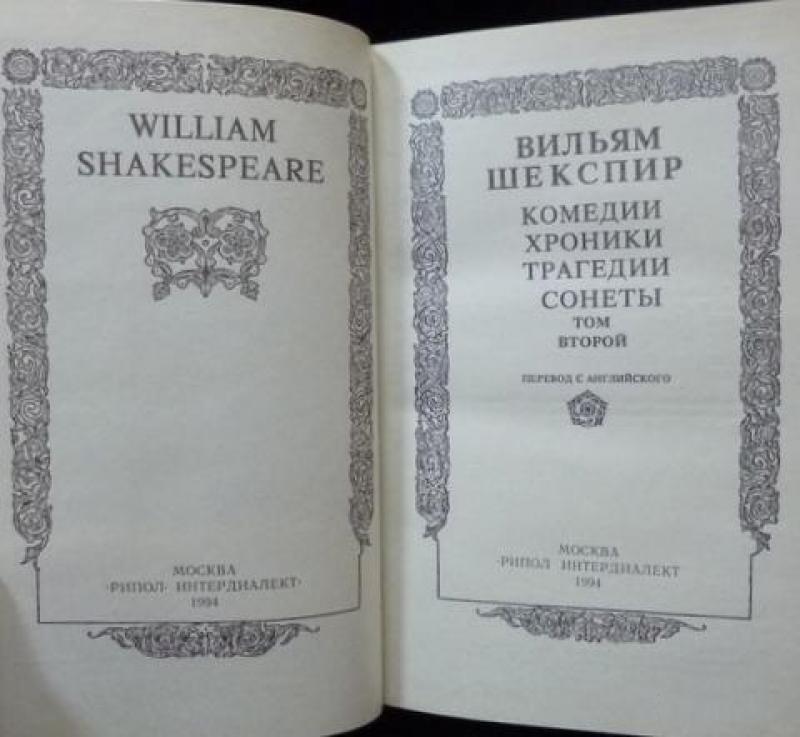 WILLIAM
SHAKESPEARE
МОСКВА
·РИПОЛ· ИНТЕРДИАЛЕКТ·
1994
ВИЛЬЯМ
ШЕКСПИР
КОМЕДИИ
ХРОНИКИ
ТРАГЕДИИ
СОНЕТЫ
ТОМ
ВТОРОЙ
ПЕРЕВОД С АНГЛИЙСКОГО
МОСКВА
·РИПОЛ ИНТЕРДИАЛЕКТ
1994